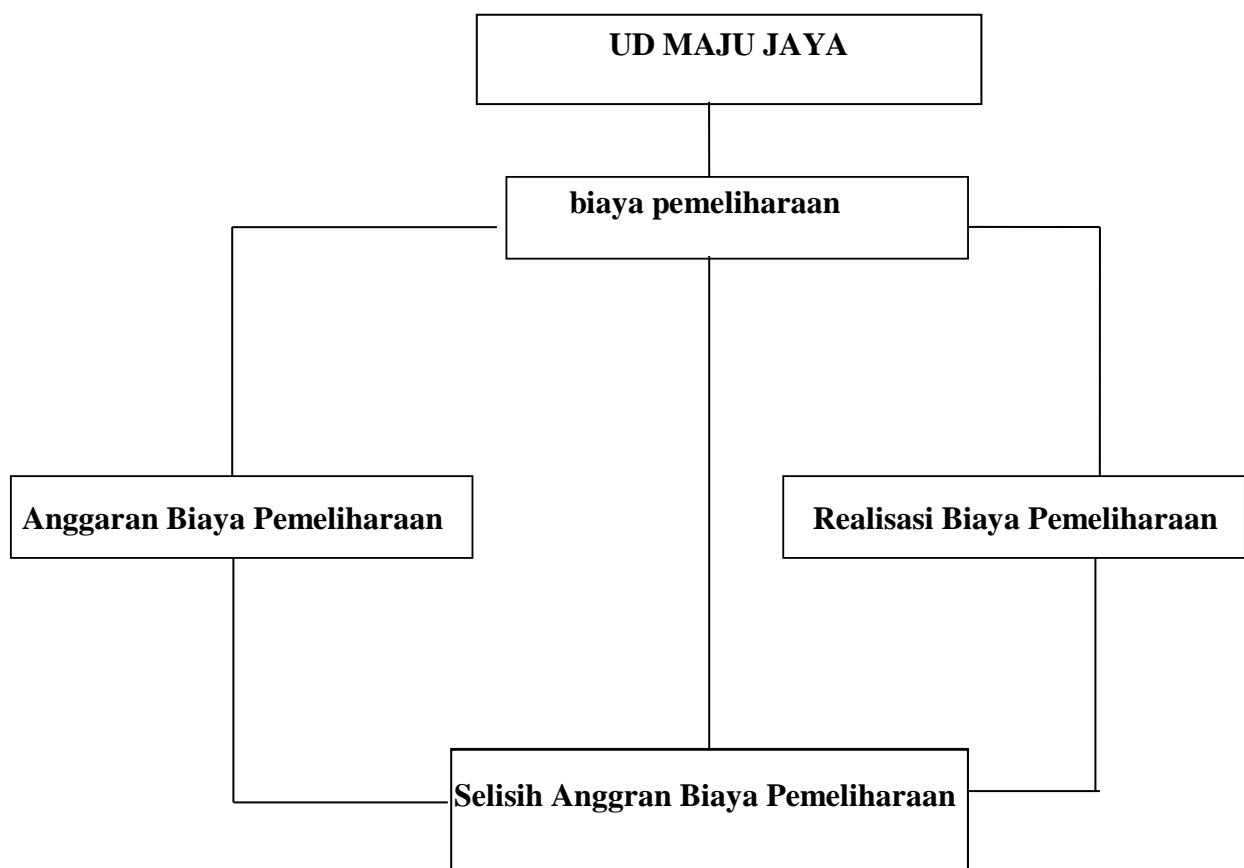 UD MAJU JAYA
biaya pemeliharaan
Anggaran Biaya Pemeliharaan
Realisasi Biaya Pemeliharaan
Selisih Anggran Biaya Pemeliharaan